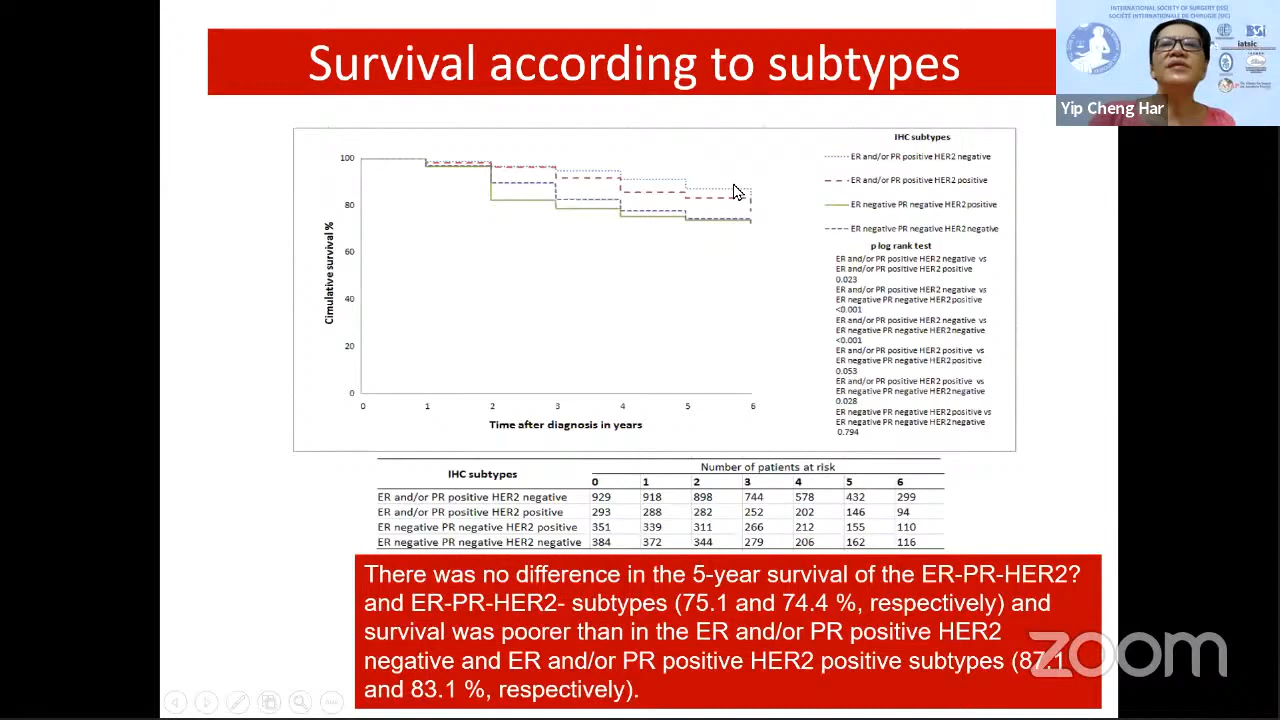 INTERNATIONAL SOCIETY OF SURGERY (ISS)
SOCIÉTÉ INTERNATIONALE DE CHIRURGIE (SIC)
iatsic
Yip Cheng Har
Survival according to subtypes
IHC subtypes
ER and/or PR positive HER2 negative
ER and/or PR positive HER2 positive
ER negative PR negative HER2 positive
ER negative PR negative HER2 negative
p log rank test
ER and/or PR positive HER2 negative vs
ER and/or PR positive HER2 positive
0.023
ER and/or PR positive HER2 negative vs
ER negative PR negative HER2 positive
<0.001
ER and/or PR positive HER2 negative vs
ER negative PR negative HER2 negative
<0.001
ER and/or PR positive HER2 positive vs
ER negative PR negative HER2 positive
0.053
ER and/or PR positive HER2 positive vs
ER negative PR negative HER2 negative
0.028
ER negative PR negative HER2 positive vs
ER negative PR negative HER2 negative
0.794
Cimulative survival %
100
80
60
40
20
0
0 1 2 3 4 5 6
Time after diagnosis in years
IHC subtypes Number of patients at risk
0 1 2 3 4 5 6
ER and/or PR positive HER2 negative 929 918 898 744 578 432 299
ER and/or PR positive HER2 positive 293 288 282 252 202 146 94
ER negative PR negative HER2 positive 351 339 311 266 212 155 110
ER negative PR negative HER2 negative 384 372 344 279 206 162 116
There was no difference in the 5-year survival of the ER-PR-HER2?
and ER-PR-HER2- subtypes (75.1 and 74.4 %, respectively) and
survival was poorer than in the ER and/or PR positive HER2
negative and ER and/or PR positive HER2 positive subtypes (87.1
and 83.1 %, respectively).
zoom